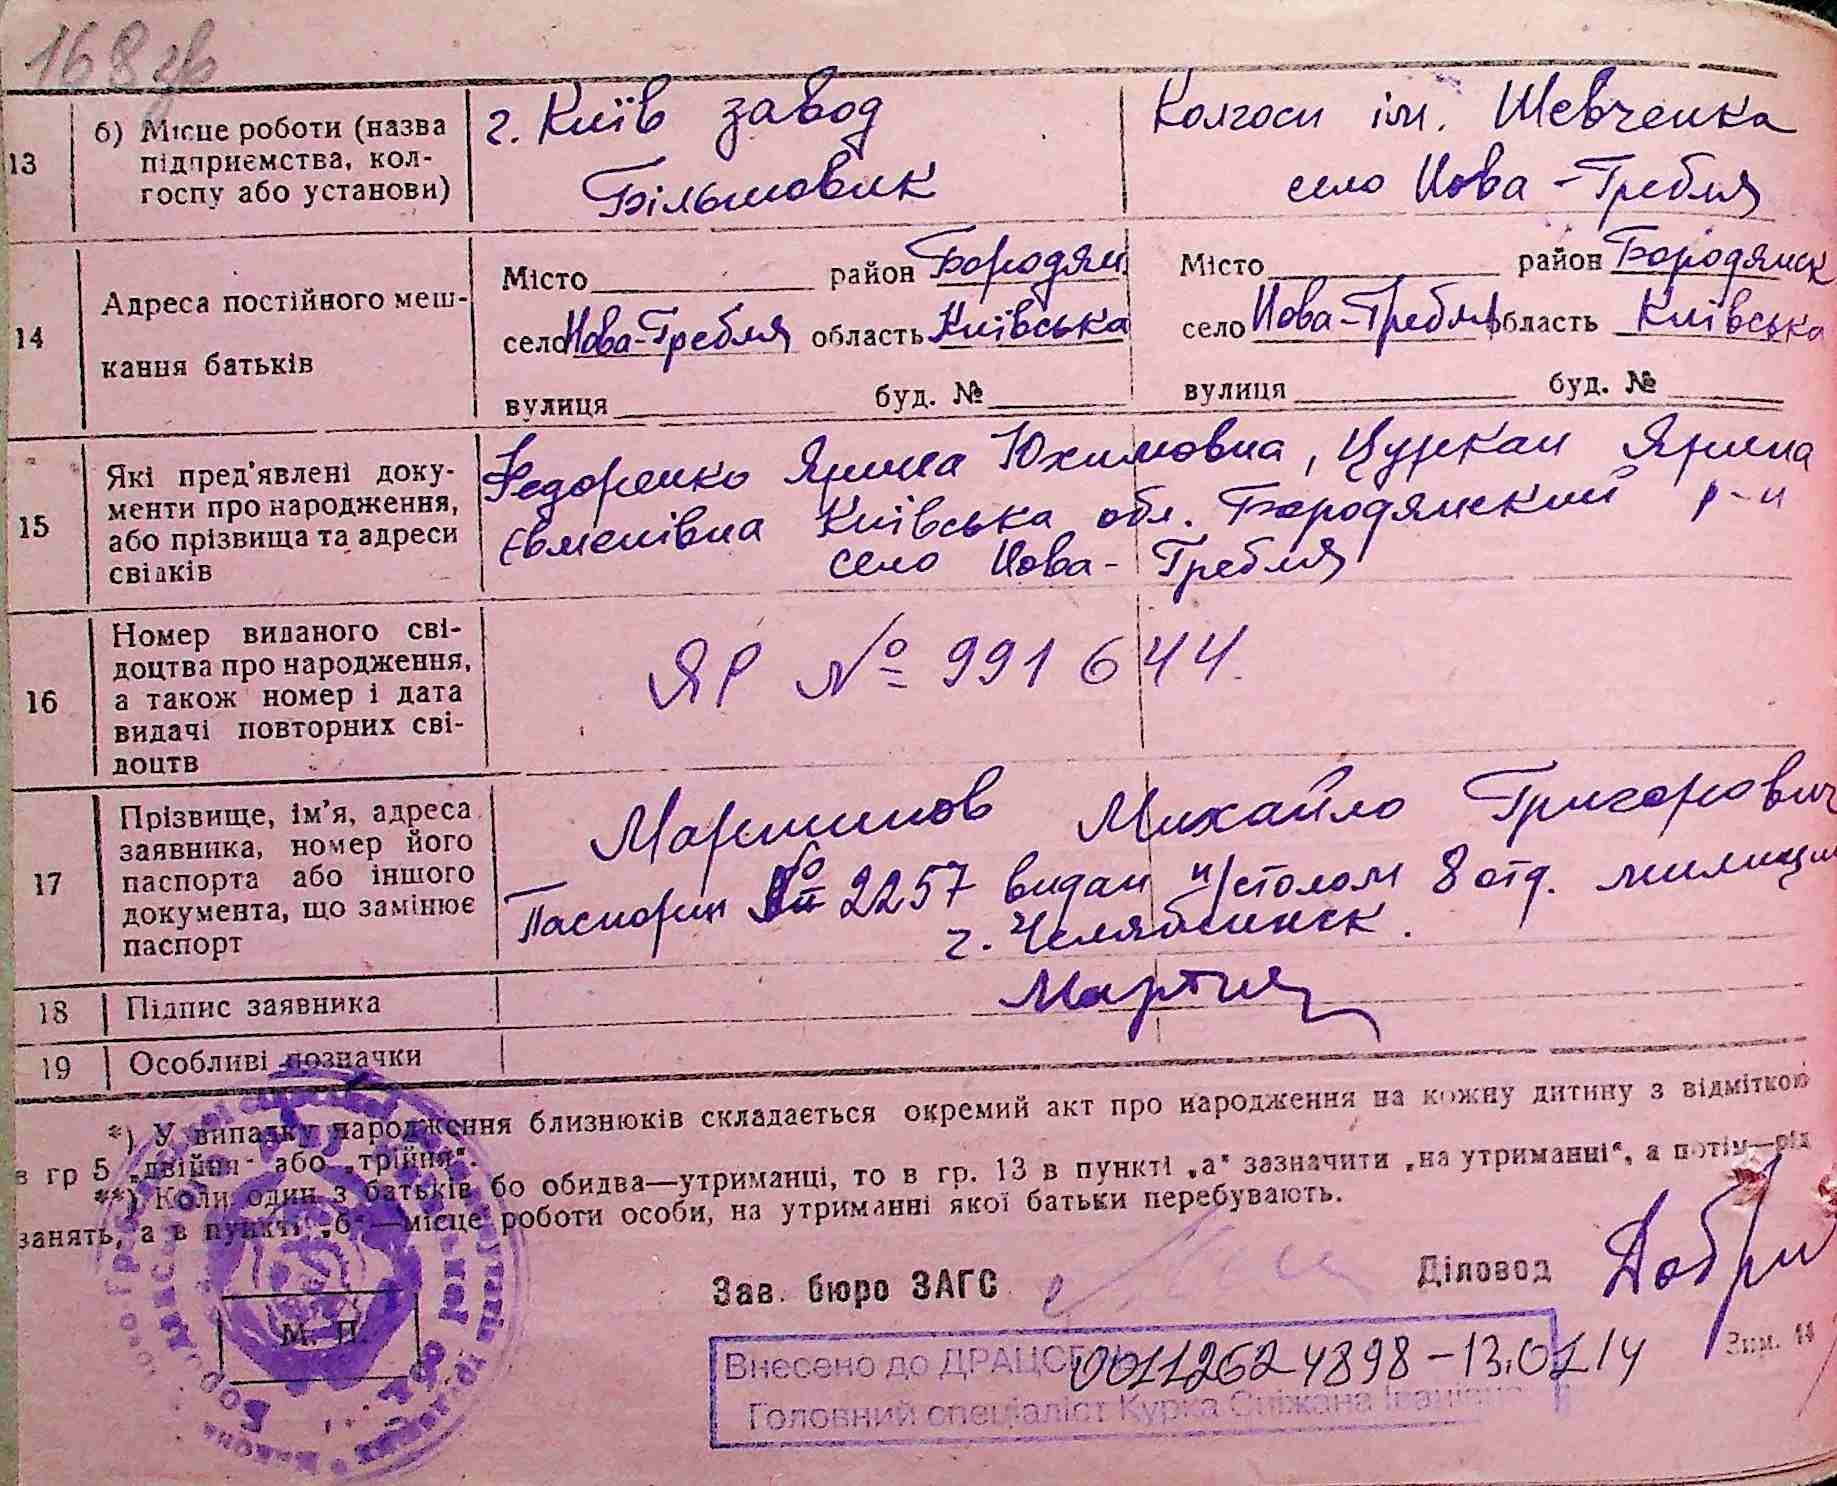 168 зв
13 б) Місце роботи (назва підприємства, колгоспу або установи)
г. Київ завод
Більшовик
Колгосп ім. Шевченка
село Нова-Гребля
14 Адреса постійного мешкання батьків
Місто район Бородян
село Нова-Гребля область Київська
вулиця буд. №
Місто район Бородянск
село Нова-Гребля область Київська
вулиця буд. №
15 Які пред'явлені документи про народження, або прізвища та адреси свідків
Федоренко Ярина Юхимовна, Цуркан Ярина
Євменівна Київська обл. Бородянский р-н
село Нова-Гребля
16 Номер виданого свідоцтва про народження, а також номер і дата видачі повторних свідоцтв
ЯР № 991644.
17 Прізвище, ім'я, адреса заявника, номер його паспорта або іншого документа, що замінює паспорт
Мартинов Михайло Григорович
Паспорт № 2257 видан п/столом 8 отд. милиции
г. Челябинск.
18 Підпис заявника
19 Особливі позначки
*) У випадку народження близнюків складається окремий акт про народження на кожну дитину з відміткою
в гр 5 „двійня" або „трійня".
**) Коли один з батьків бо обидва—утриманці, то в гр. 13 в пункті „а" зазначити „на утриманні", а потім—рід
занять, а в пункті „б"—місце роботи особи, на утриманні якої батьки перебувають.
Зав. бюро ЗАГС
Діловод
М. П.
Внесено до ДРАЦСГ 00112624898-13.01.14
Головний спеціаліст Курка Сніжана Іванівна